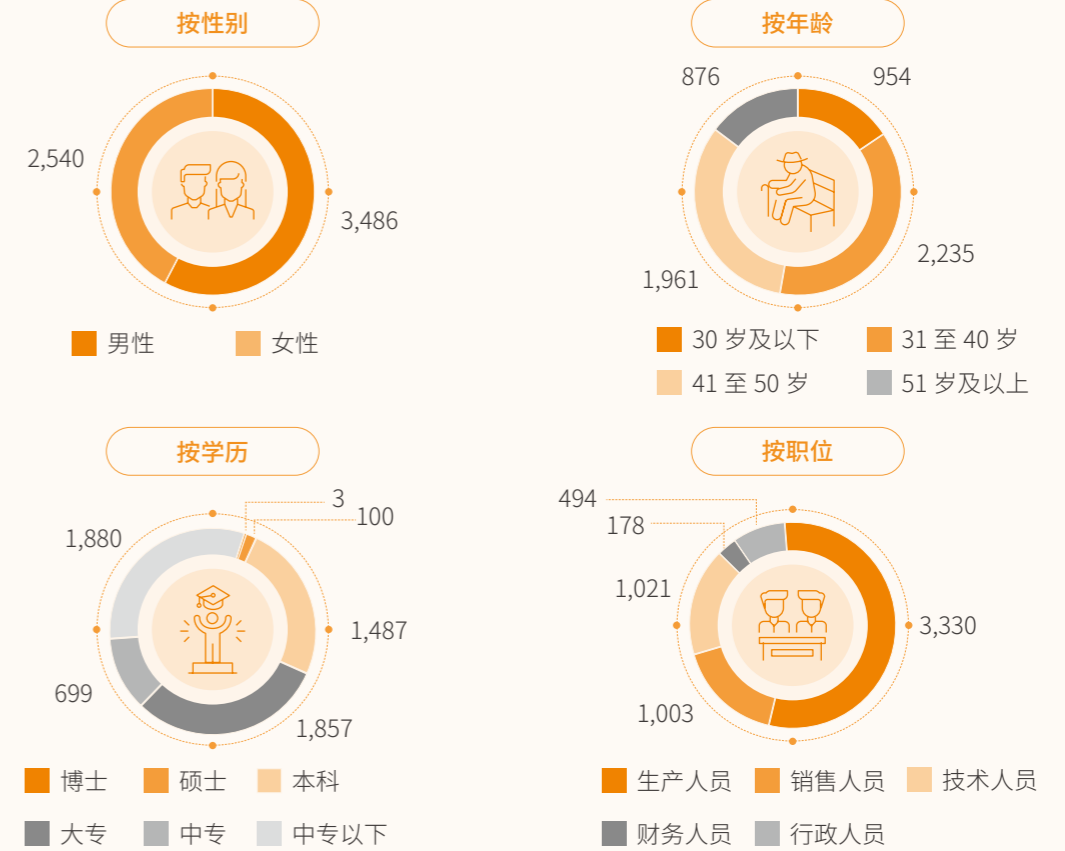 按性别
2,540
3,486
男性
女性
按年龄
876
954
1,961
2,235
30 岁及以下
31 至 40 岁
41 至 50 岁
51 岁及以上
按学历
3
100
1,880
1,487
699
1,857
博士
硕士
本科
大专
中专
中专以下
按职位
494
178
1,021
3,330
1,003
生产人员
销售人员
技术人员
财务人员
行政人员